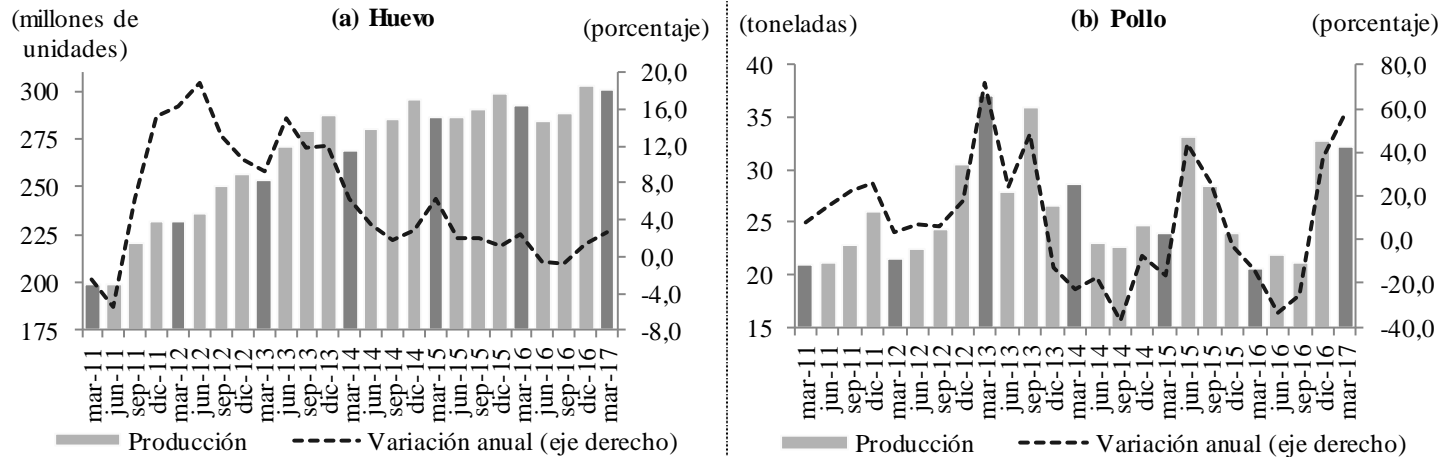 (millones de
unidades)
(a) Huevo
(porcentaje)
300
275
250
225
200
175
20,0
16,0
12,0
8,0
4,0
0,0
-4,0
-8,0
mar-11
jun-11
sep-11
dic-11
mar-12
jun-12
sep-12
dic-12
mar-13
jun-13
sep-13
dic-13
mar-14
jun-14
sep-14
dic-14
mar-15
jun-15
sep-15
dic-15
mar-16
jun-16
sep-16
dic-16
mar-17
Producción
Variación anual (eje derecho)
(toneladas)
(b) Pollo
(porcentaje)
40
35
30
25
20
15
80,0
60,0
40,0
20,0
0,0
-20,0
-40,0
mar-11
jun-11
sep-11
dic-11
mar-12
jun-12
sep-12
dic-12
mar-13
jun-13
sep-13
dic-13
mar-14
jun-14
sep-14
dic-14
mar-15
jun-15
sep-15
dic-15
mar-16
jun-16
sep-16
dic-16
mar-17
Producción
Variación anual (eje derecho)